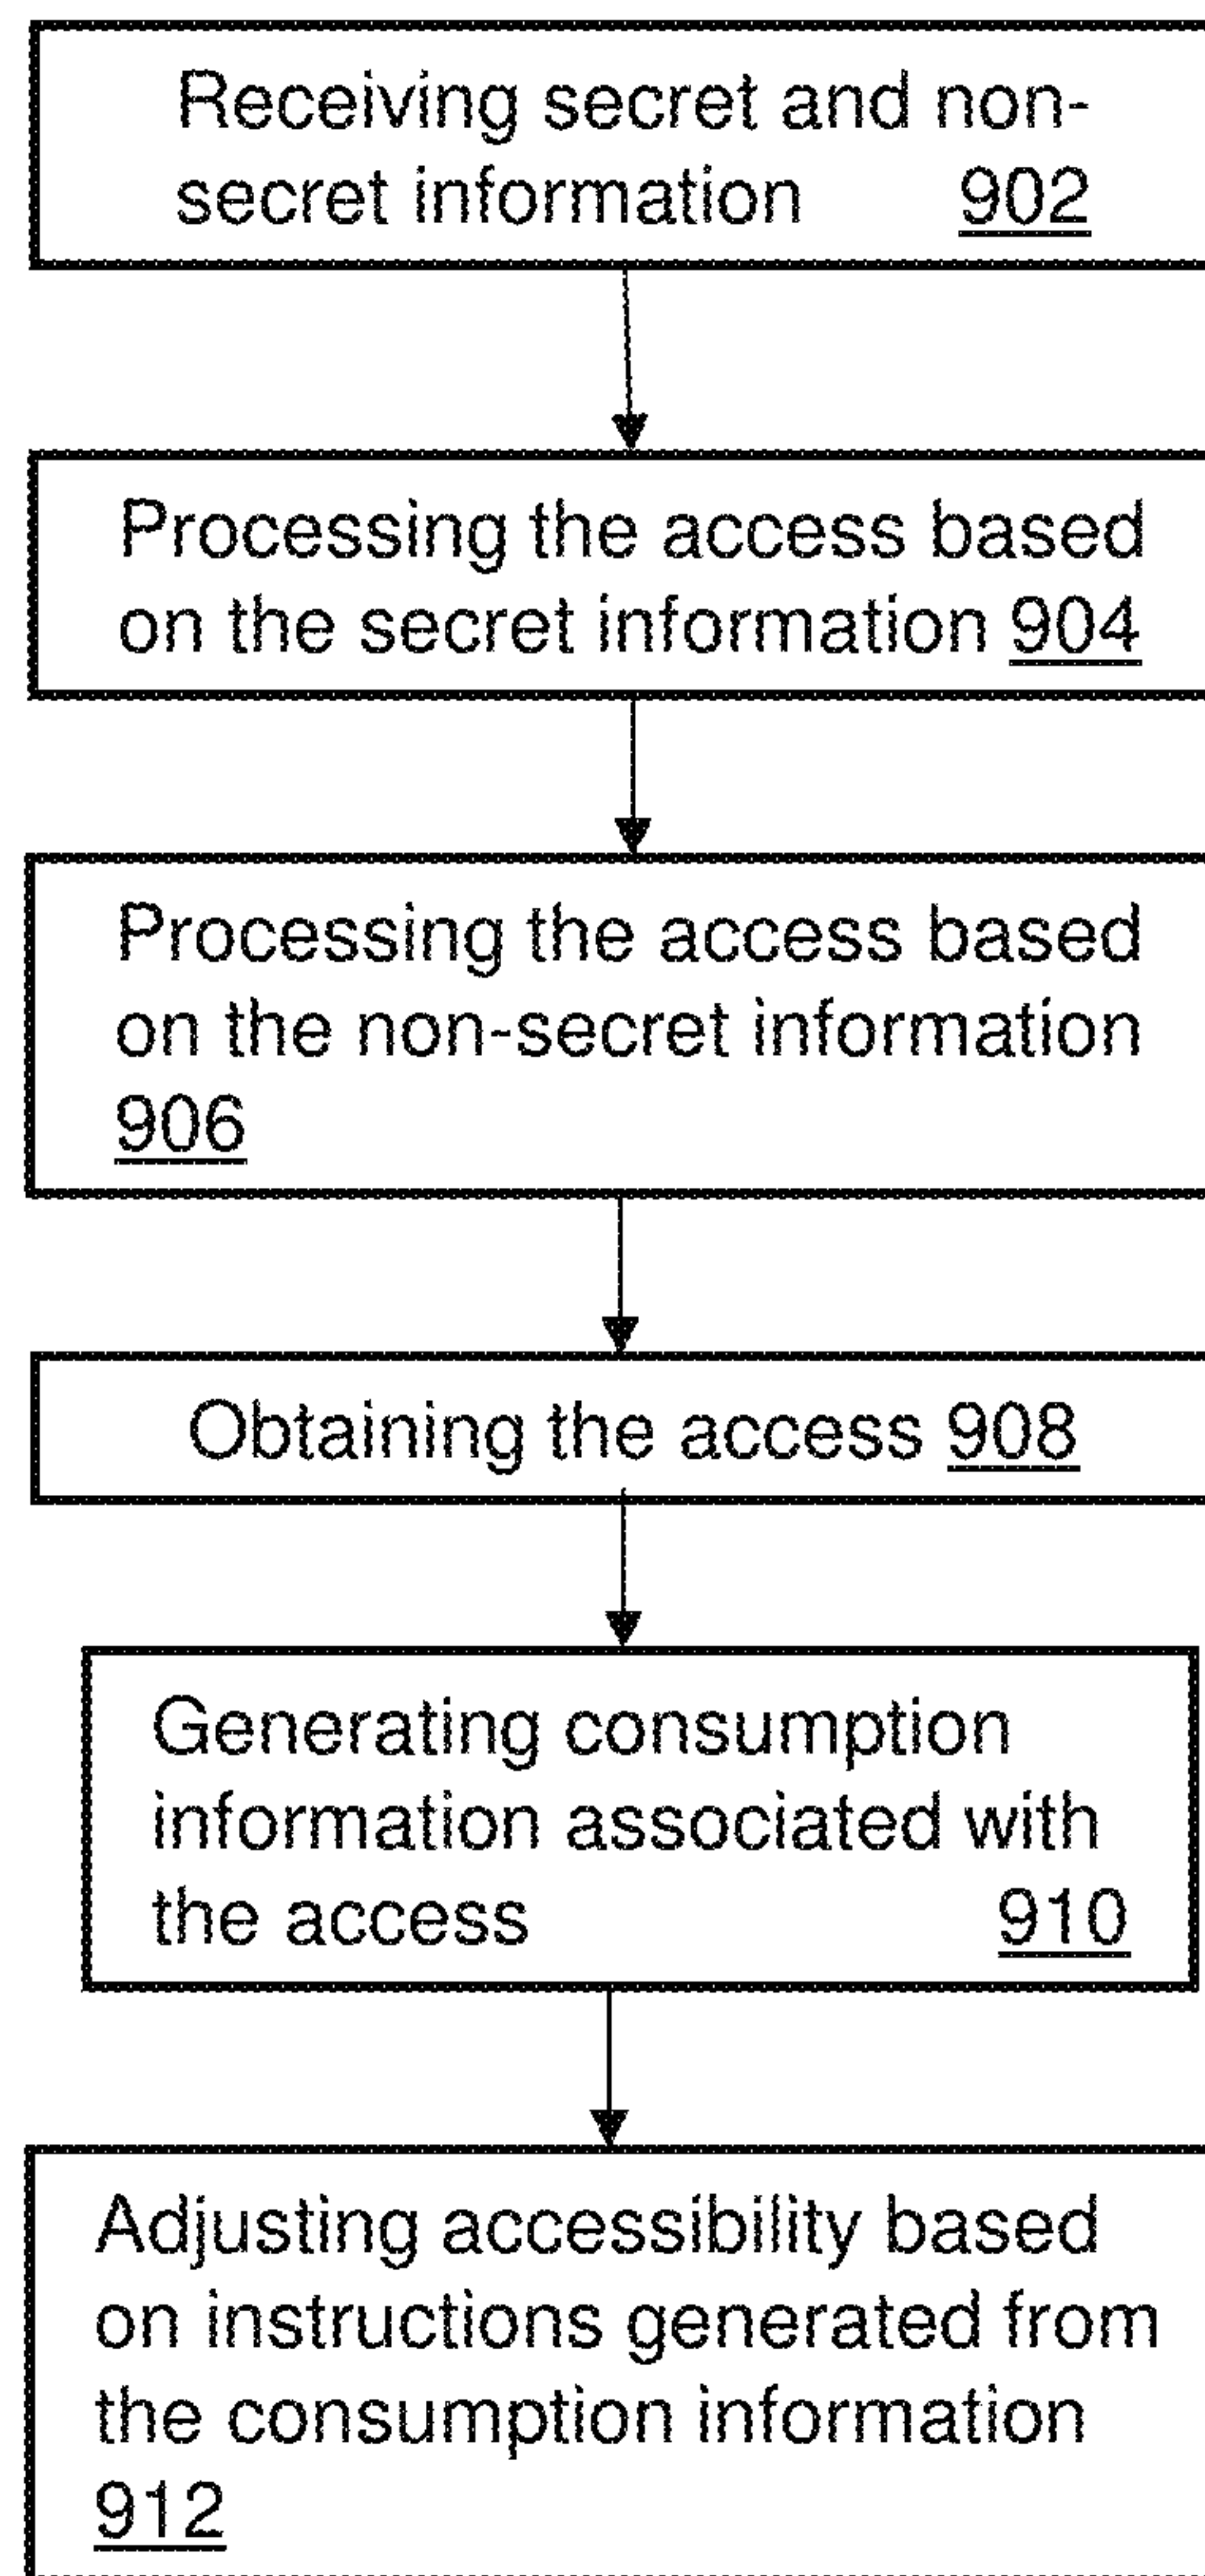 Receiving secret and non-
secret information 902
Processing the access based
on the secret information 904
Processing the access based
on the non-secret information
906
Obtaining the access 908
Generating consumption
information associated with
the access 910
Adjusting accessibility based
on instructions generated from
the consumption information
912